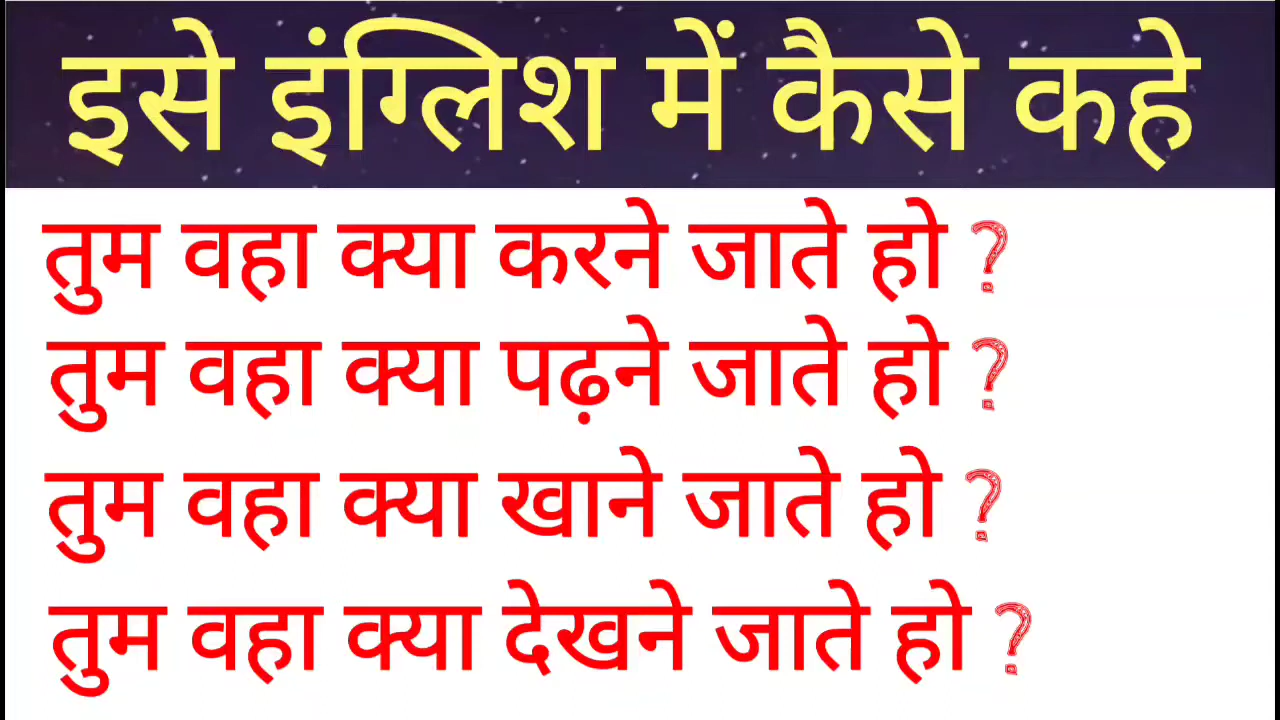 इसे इंग्लिश में कैसे कहे
तुम वहा क्या करने जाते हो ?
तुम वहा क्या पढ़ने जाते हो ?
तुम वहा क्या खाने जाते हो ?
तुम वहा क्या देखने जाते हो ?